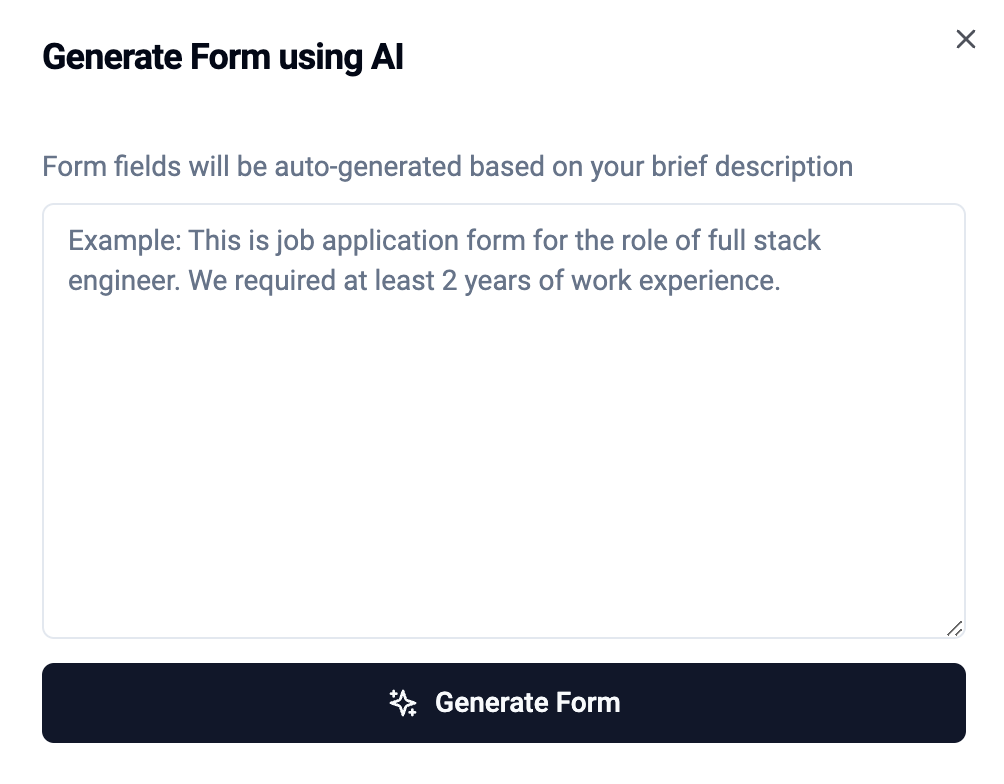 Generate Form using AI
Form fields will be auto-generated based on your brief description
Example: This is job application form for the role of full stack
engineer. We required at least 2 years of work experience.
Generate Form